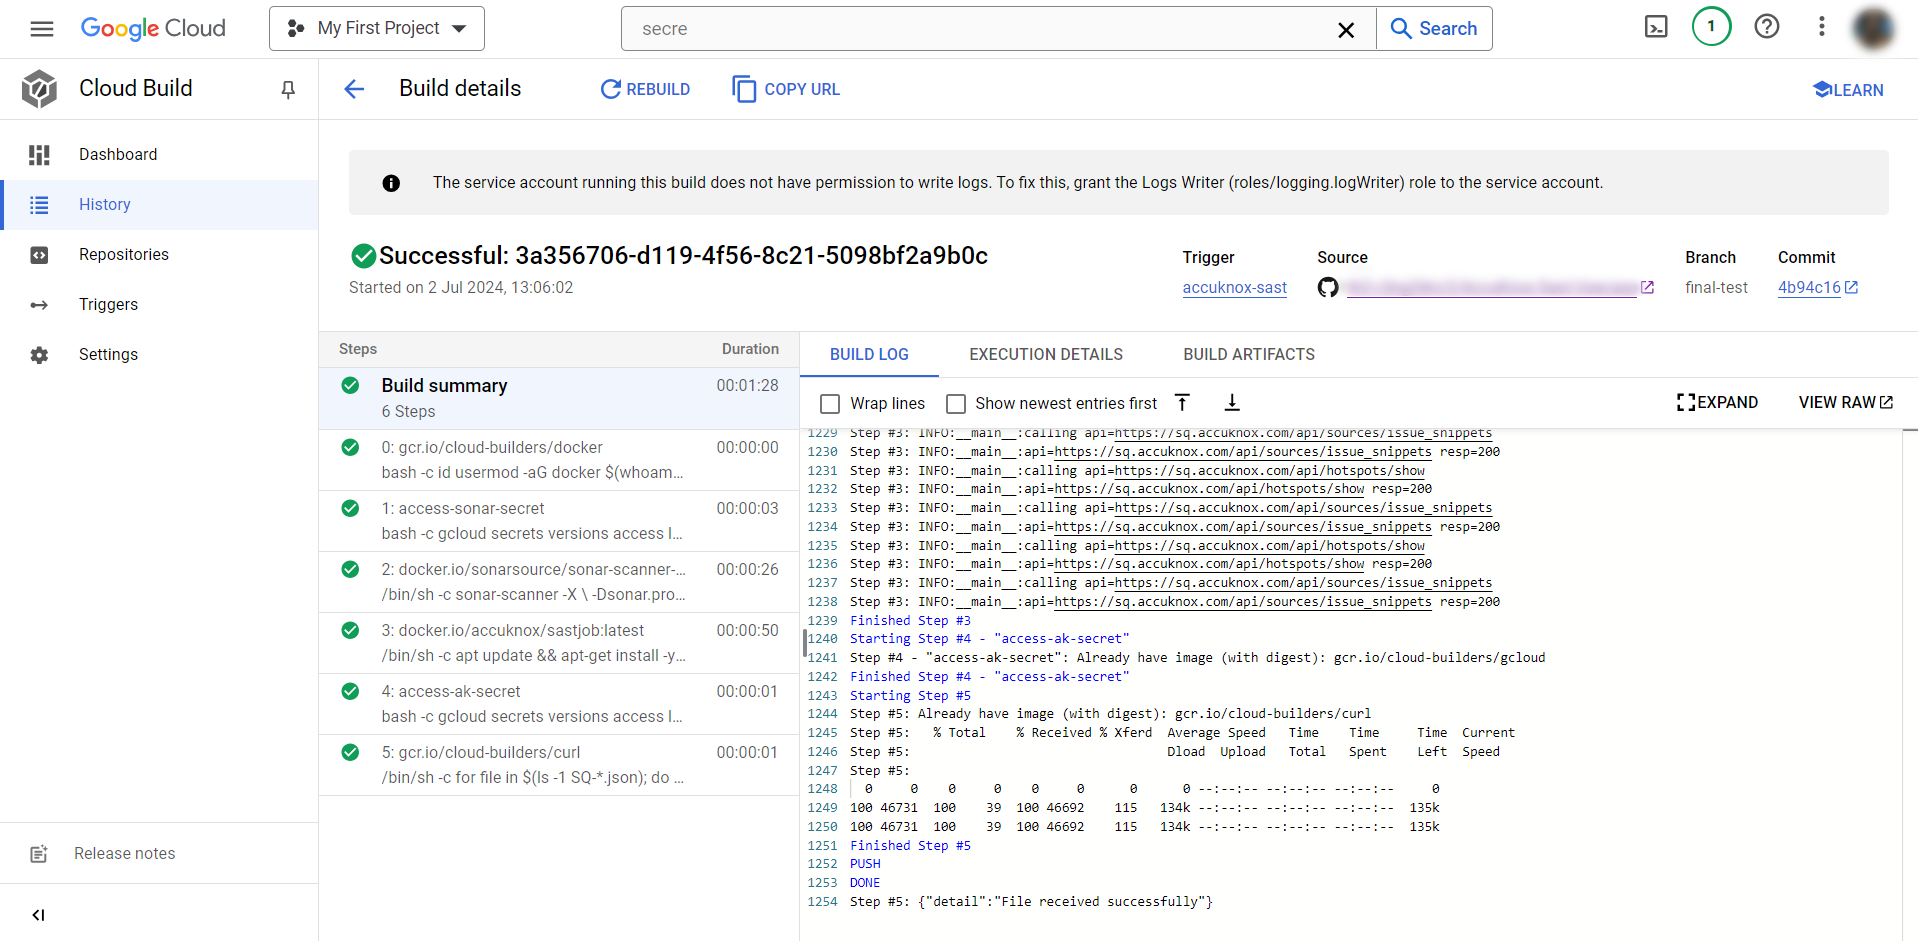 Google Cloud
My First Project
secre
Search
1
Cloud Build
Build details
REBUILD
COPY URL
LEARN
Dashboard
History
Repositories
Triggers
Settings
Release notes
The service account running this build does not have permission to write logs. To fix this, grant the Logs Writer (roles/logging.logWriter) role to the service account.
Successful: 3a356706-d119-4f56-8c21-5098bf2a9b0c
Started on 2 Jul 2024, 13:06:02
Trigger
accuknox-sast
Source
Branch
final-test
Commit
4b94c16
Steps Duration
Build summary 00:01:28
6 Steps
0: gcr.io/cloud-builders/docker 00:00:00
bash -c id usermod -aG docker $(whoam...
1: access-sonar-secret 00:00:03
bash -c gcloud secrets versions access l...
2: docker.io/sonarsource/sonar-scanner-... 00:00:26
/bin/sh -c sonar-scanner -X \ -Dsonar.pro...
3: docker.io/accuknox/sastjob:latest 00:00:50
/bin/sh -c apt update && apt-get install -y...
4: access-ak-secret 00:00:01
bash -c gcloud secrets versions access l...
5: gcr.io/cloud-builders/curl 00:00:01
/bin/sh -c for file in $(ls -1 SQ-*.json); do ...
BUILD LOG EXECUTION DETAILS BUILD ARTIFACTS
Wrap lines Show newest entries first EXPAND VIEW RAW
1229 Step #3: INFO:__main__:calling api=https://sq.accuknox.com/api/sources/issue_snippets
1230 Step #3: INFO:__main__:api=https://sq.accuknox.com/api/sources/issue_snippets resp=200
1231 Step #3: INFO:__main__:calling api=https://sq.accuknox.com/api/hotspots/show
1232 Step #3: INFO:__main__:api=https://sq.accuknox.com/api/hotspots/show resp=200
1233 Step #3: INFO:__main__:calling api=https://sq.accuknox.com/api/sources/issue_snippets
1234 Step #3: INFO:__main__:api=https://sq.accuknox.com/api/sources/issue_snippets resp=200
1235 Step #3: INFO:__main__:calling api=https://sq.accuknox.com/api/hotspots/show
1236 Step #3: INFO:__main__:api=https://sq.accuknox.com/api/hotspots/show resp=200
1237 Step #3: INFO:__main__:calling api=https://sq.accuknox.com/api/sources/issue_snippets
1238 Step #3: INFO:__main__:api=https://sq.accuknox.com/api/sources/issue_snippets resp=200
1239 Finished Step #3
1240 Starting Step #4 - "access-ak-secret"
1241 Step #4 - "access-ak-secret": Already have image (with digest): gcr.io/cloud-builders/gcloud
1242 Finished Step #4 - "access-ak-secret"
1243 Starting Step #5
1244 Step #5: Already have image (with digest): gcr.io/cloud-builders/curl
1245 Step #5: % Total % Received % Xferd Average Speed Time Time Time Current
1246 Step #5: Dload Upload Total Spent Left Speed
1247 Step #5:
1248 0 0 0 0 0 0 0 0 --:--:-- --:--:-- --:--:-- 0
1249 100 46731 100 39 100 46692 115 134k --:--:-- --:--:-- --:--:-- 135k
1250 100 46731 100 39 100 46692 115 134k --:--:-- --:--:-- --:--:-- 135k
1251 Finished Step #5
1252 PUSH
1253 DONE
1254 Step #5: {"detail":"File received successfully"}